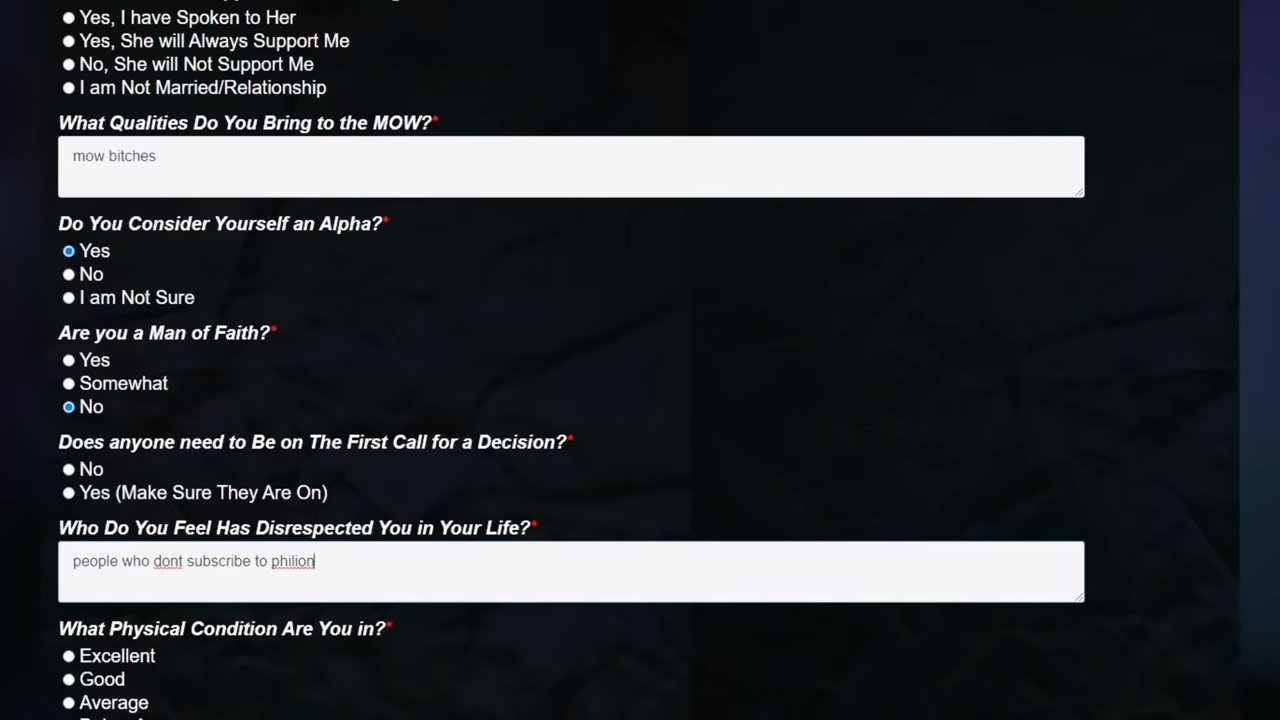 Yes, I have Spoken to Her
Yes, She will Always Support Me
No, She will Not Support Me
I am Not Married/Relationship
What Qualities Do You Bring to the MOW?*
mow bitches
Do You Consider Yourself an Alpha?*
Yes
No
I am Not Sure
Are you a Man of Faith?*
Yes
Somewhat
No
Does anyone need to Be on The First Call for a Decision?*
No
Yes (Make Sure They Are On)
Who Do You Feel Has Disrespected You in Your Life?*
people who dont subscribe to philion
What Physical Condition Are You in?*
Excellent
Good
Average